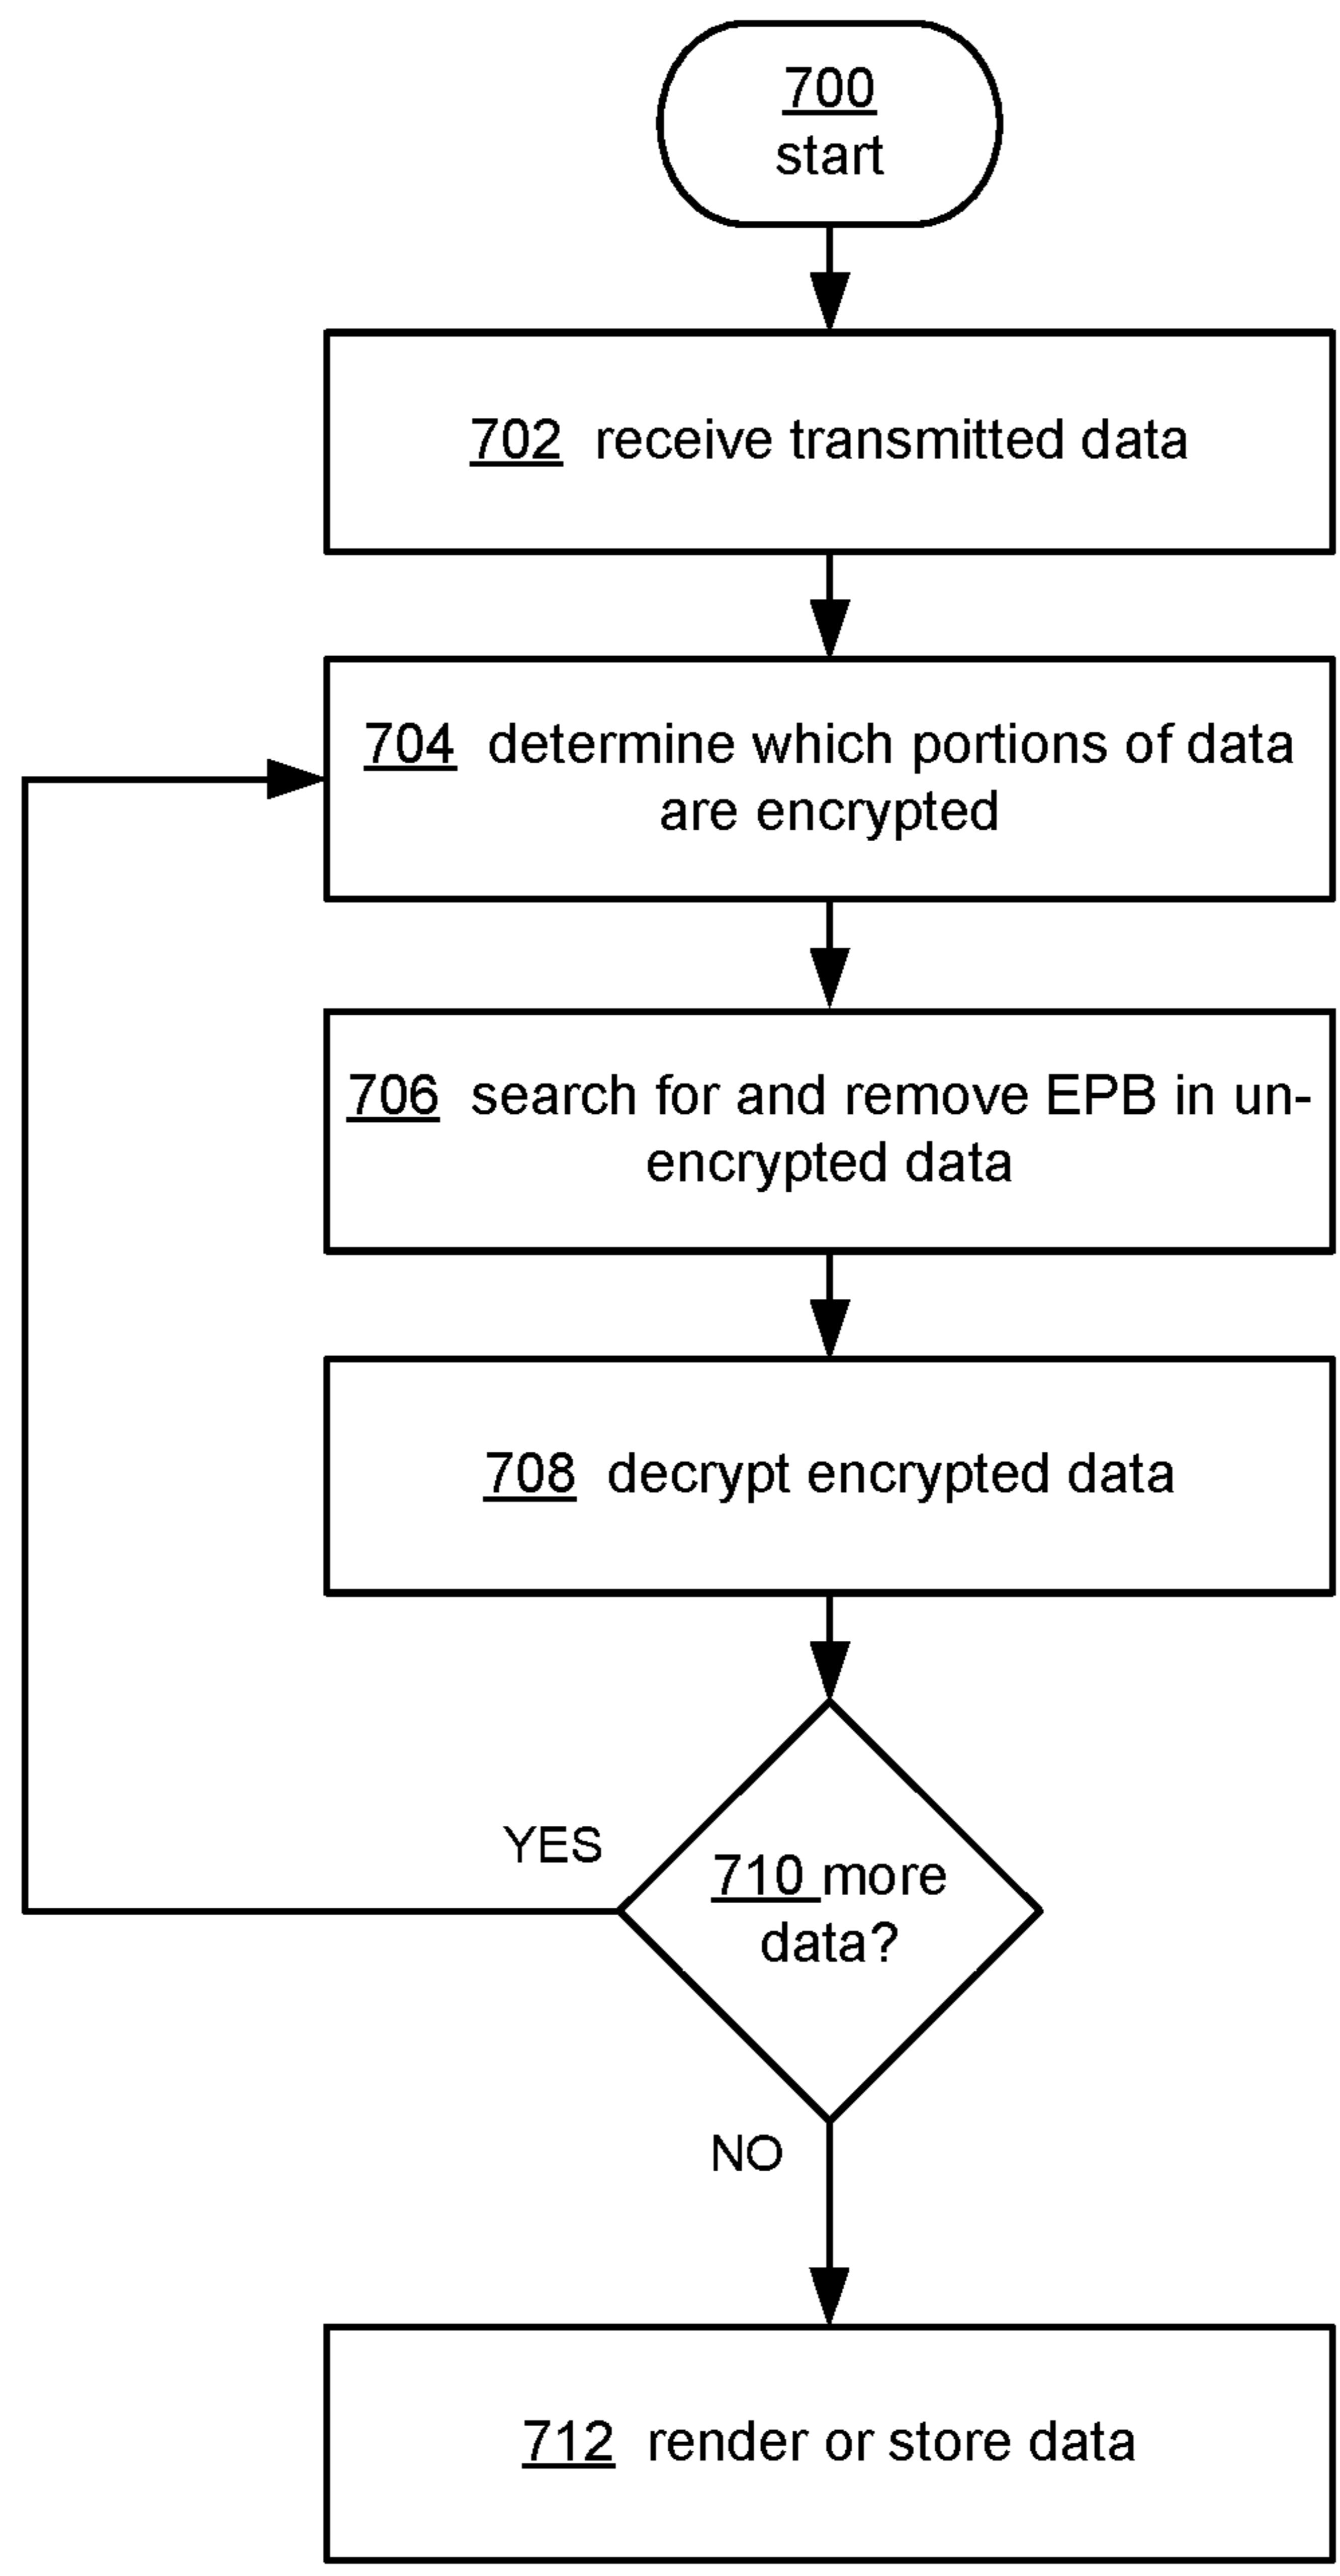 700
start
702 receive transmitted data
704 determine which portions of data
are encrypted
706 search for and remove EPB in un-
encrypted data
708 decrypt encrypted data
YES
710 more
data?
NO
712 render or store data